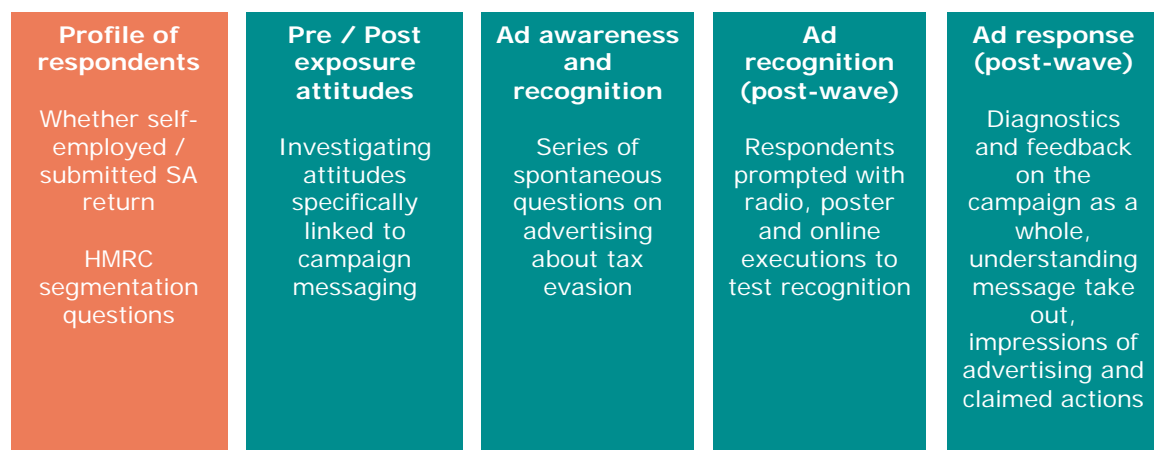 Profile of
respondents
Whether self-
employed /
submitted SA
return
HMRC
segmentation
questions
Pre / Post
exposure
attitudes
Investigating
attitudes
specifically
linked to
campaign
messaging
Ad awareness
and
recognition
Series of
spontaneous
questions on
advertising
about tax
evasion
Ad
recognition
(post-wave)
Respondents
prompted with
radio, poster
and online
executions to
test recognition
Ad response
(post-wave)
Diagnostics
and feedback
on the
campaign as a
whole,
understanding
message take
out,
impressions of
advertising and
claimed actions